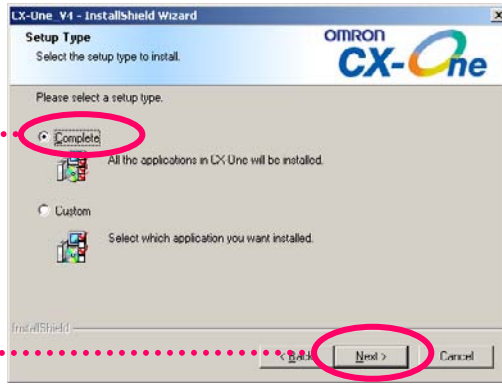 CX-One_V4 - InstallShield Wizard
Setup Type
Select the setup type to install.
OMRON
CX-One
Please select a setup type.
Complete
All the applications in CX-One will be installed.
Custom
Select which application you want installed.
InstallShield
< Back
Next >
Cancel